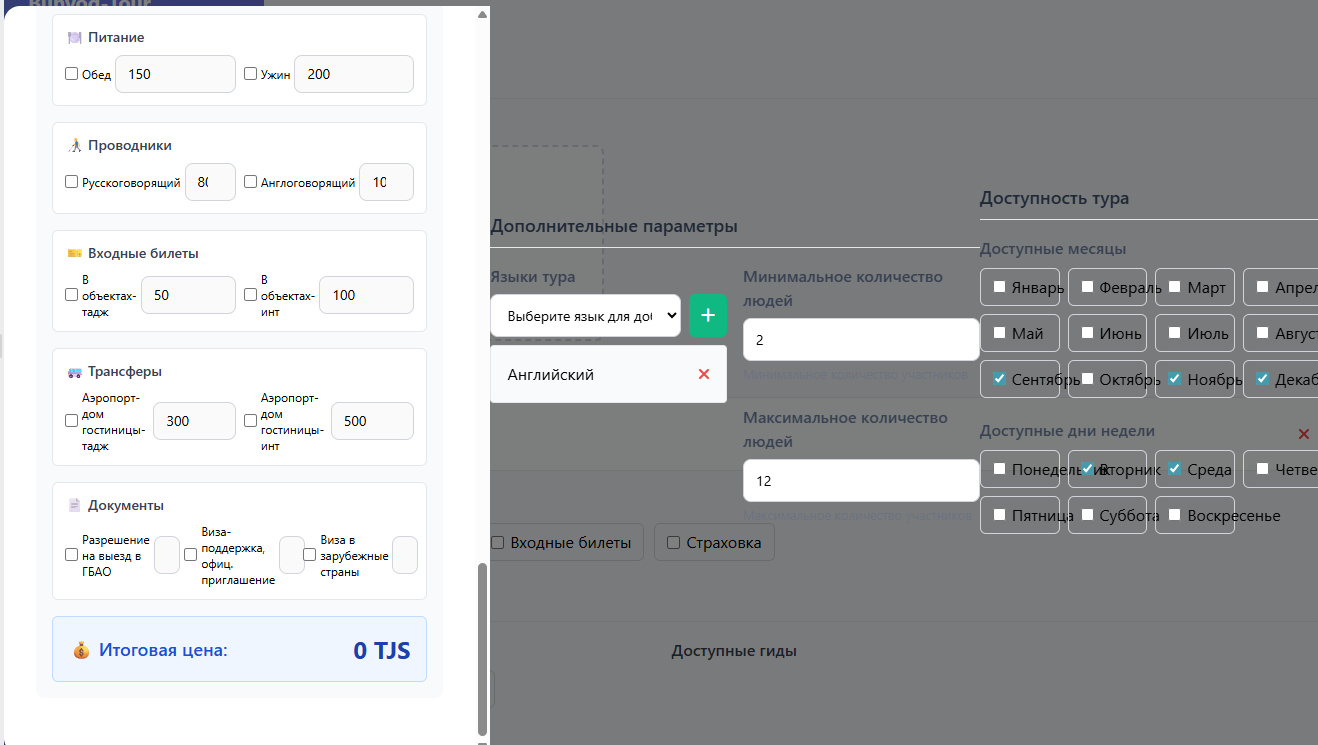 Bunyod-Tour
Питание
Обед
150
Ужин
200
Проводники
Русскоговорящий
80
Англоговорящий
10
Входные билеты
В
объектах-
тадж
50
В
объектах-
инт
100
Трансферы
Аэропорт-
дом
гостиницы-
тадж
300
Аэропорт-
дом
гостиницы-
инт
500
Документы
Разрешение
на выезд в
ГБАО
Виза-
поддержка,
офиц.
приглашение
Виза в
зарубежные
страны
Итоговая цена:
0 TJS
Дополнительные параметры
Языки тура
Выберите язык для до
+
Английский
Минимальное количество
людей
2
Минимальное количество участников
Максимальное количество
людей
12
Максимальное количество участников
Входные билеты
Страховка
Доступные гиды
Доступность тура
Доступные месяцы
Январь
Февраль
Март
Апрел
Май
Июнь
Июль
Август
Сентябрь
Октябрь
Ноябрь
Декаб
Доступные дни недели
Понедельник
Вторник
Среда
Четве
Пятница
Суббота
Воскресенье